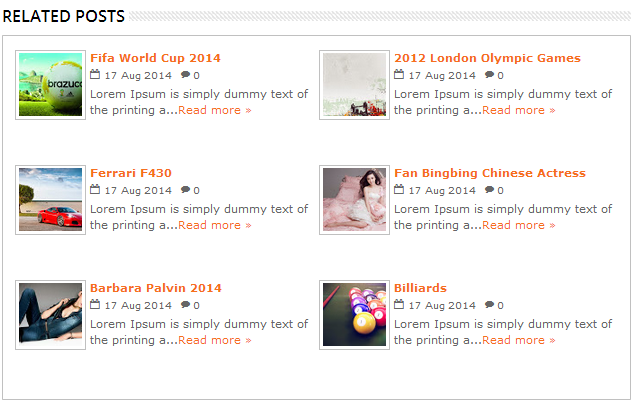 RELATED POSTS
Fifa World Cup 2014
17 Aug 2014 0
Lorem Ipsum is simply dummy text of
the printing a...Read more »
brazuca
2012 London Olympic Games
17 Aug 2014 0
Lorem Ipsum is simply dummy text of
the printing a...Read more »
Ferrari F430
17 Aug 2014 0
Lorem Ipsum is simply dummy text of
the printing a...Read more »
Fan Bingbing Chinese Actress
17 Aug 2014 0
Lorem Ipsum is simply dummy text of
the printing a...Read more »
Barbara Palvin 2014
17 Aug 2014 0
Lorem Ipsum is simply dummy text of
the printing a...Read more »
Billiards
17 Aug 2014 0
Lorem Ipsum is simply dummy text of
the printing a...Read more »